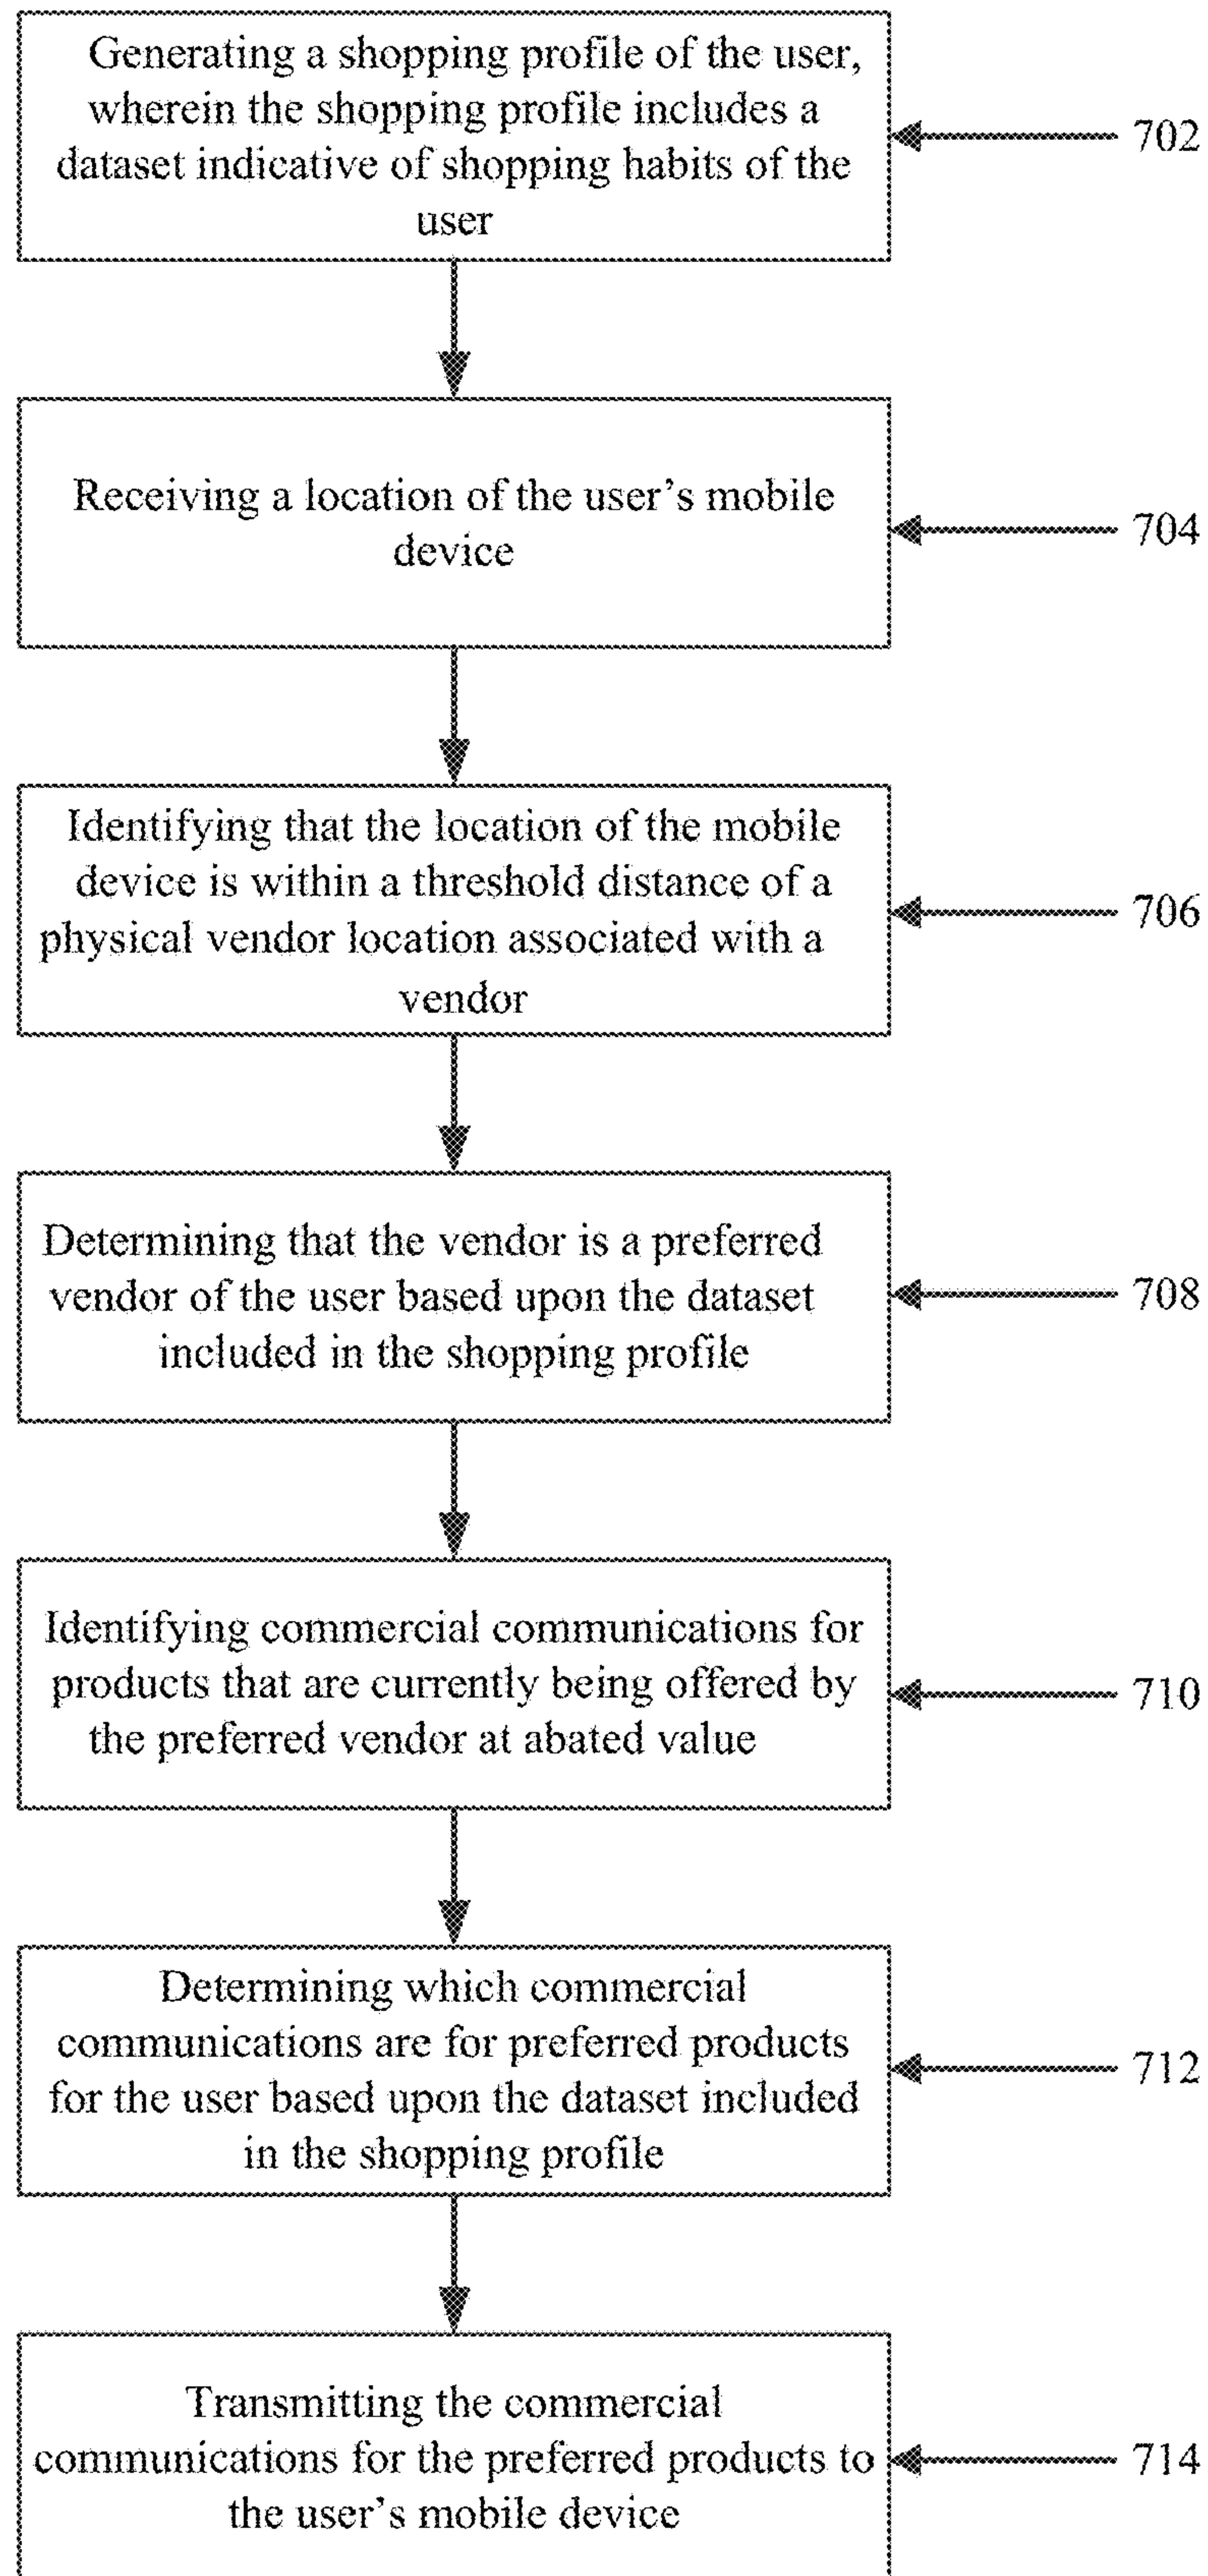 Generating a shopping profile of the user,
wherein the shopping profile includes a
dataset indicative of shopping habits of the
user
702
Receiving a location of the user's mobile
device
704
Identifying that the location of the mobile
device is within a threshold distance of a
physical vendor location associated with a
vendor
706
Determining that the vendor is a preferred
vendor of the user based upon the dataset
included in the shopping profile
708
Identifying commercial communications for
products that are currently being offered by
the preferred vendor at abated value
710
Determining which commercial
communications are for preferred products
for the user based upon the dataset included
in the shopping profile
712
Transmitting the commercial
communications for the preferred products to
the user's mobile device
714